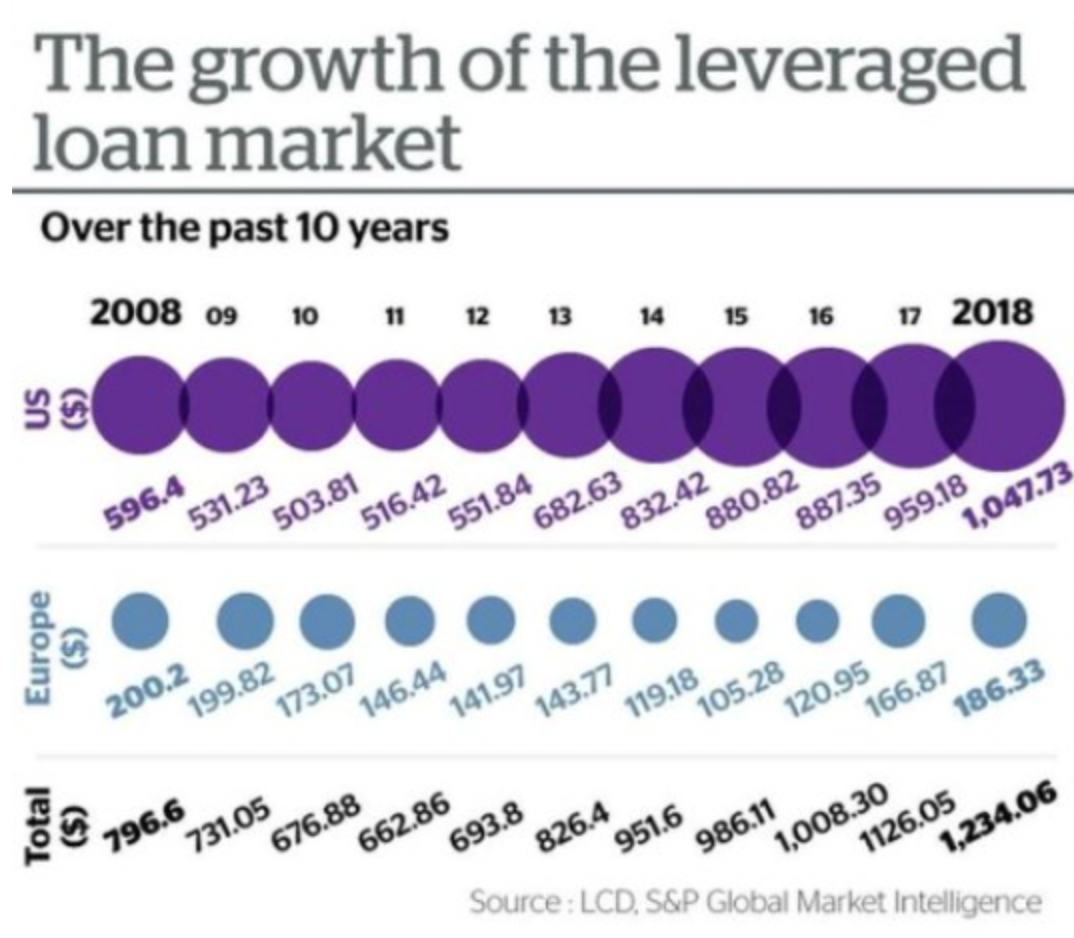 The growth of the leveraged
loan market
Over the past 10 years
2008 09 10 11 12 13 14 15 16 17 2018
US
($)
596.4 531.23 503.81 516.42 551.84 682.63 832.42 880.82 887.35 959.18 1,047.73
Europe
($)
200.2 199.82 173.07 146.44 141.97 143.77 119.18 105.28 120.95 166.87 186.33
Total
($)
796.6 731.05 676.88 662.86 693.8 826.4 951.6 986.11 1,008.30 1126.05 1,234.06
Source : LCD, S&P Global Market Intelligence